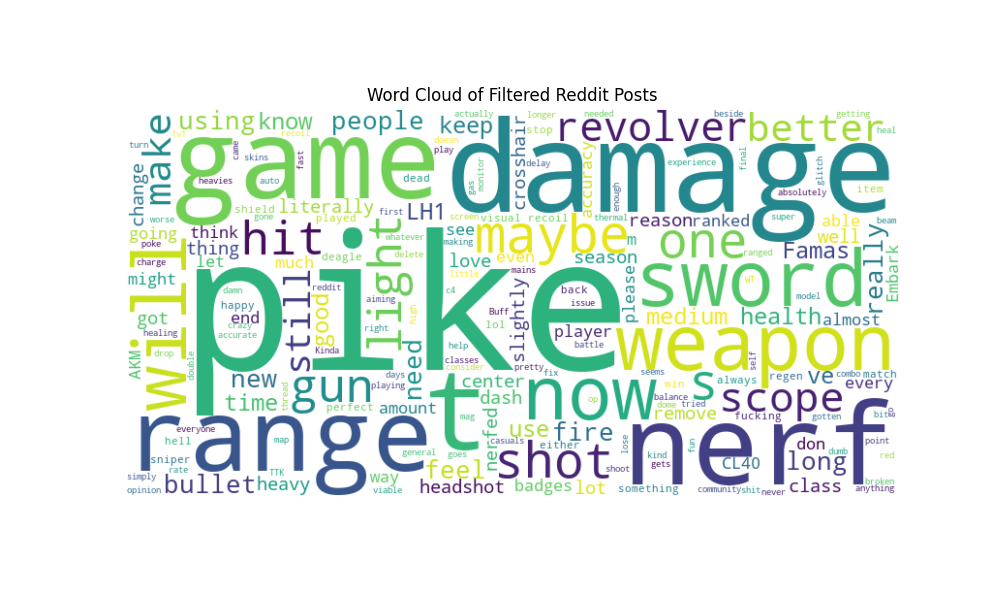 Word Cloud of Filtered Reddit Posts
pike
damage
game
nerf
range
weapon
sword
will
t
now
shot
hit
gun
one
maybe
light
revolver
better
scope
s
still
make
people
using
know
keep
literally
LH1
think
thing
going
change
let
might
got
end
much
good
need
new
time
AKM
bullet
heavy
way
feel
headshot
badges
lot
nerfed
use
fire
dash
center
amount
player
slightly
love
see
even
season
please
m
reason
ranked
able
well
Famas
really
Embark
almost
health
medium
ve
every
always
remove
fucking
don
long
class
CL40
crosshair
accuracy
stop
item
turn
1v1
recoil
came
fast
skins
heavies
auto
shield
gone
played
first
dead
play
doesn
actually
longer
needed
beside
getting
heal
gas
monitor
delay
enough
experience
final
glitch
absolutely
super
thermal
visual
recoil
screen
whatever
delete
making
little
deagle
worse
poke
charge
healing
drop
double
damn
happy
crazy
accurate
reddit
Kinda
aiming
right
high
c4
Buff
lol
mains
back
issue
battle
help
classes
consider
pretty
fix
days
playing
perfect
thread
mag
casuals
either
goes
general
everyone
hell
map
sniper
rate
TTK
simply
opinion
viable
op
seems
win
balance
dome
tried
self
regen
combo
match
gotten
bit
go
dumb
point
red
broken
anything
never
shit
community
something
shoot
lose
kind
gets
fun
ranged
WT
model
beam